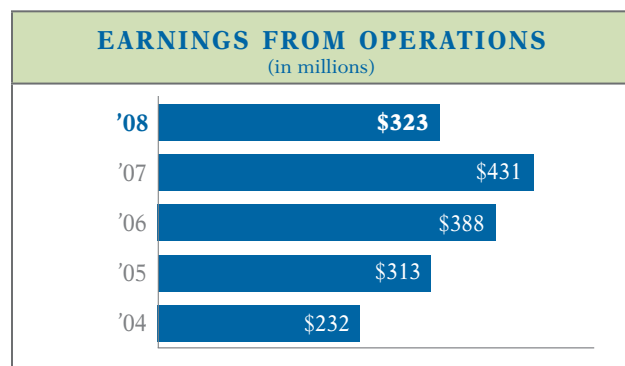 EARNINGS FROM OPERATIONS
(in millions)
’08 $323
’07 $431
’06 $388
’05 $313
’04 $232